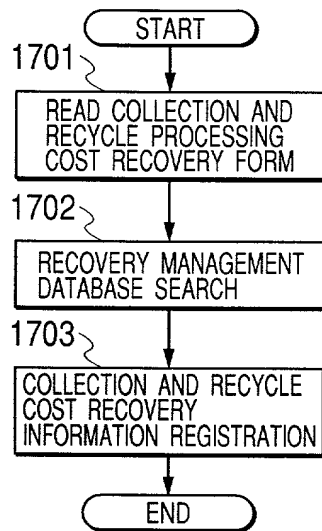 START
1701
READ COLLECTION AND
RECYCLE PROCESSING
COST RECOVERY FORM
1702
RECOVERY MANAGEMENT
DATABASE SEARCH
1703
COLLECTION AND RECYCLE
COST RECOVERY
INFORMATION REGISTRATION
END